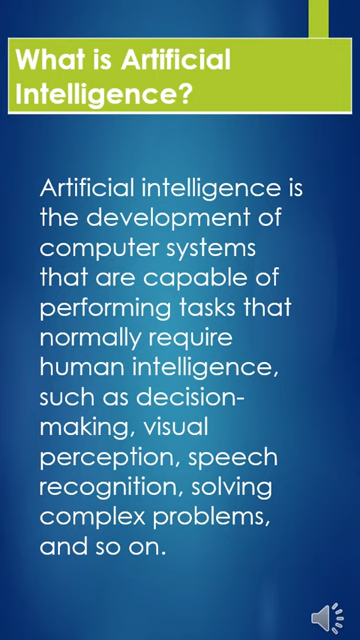 What is Artificial
Intelligence?
Artificial intelligence is
the development of
computer systems
that are capable of
performing tasks that
normally require
human intelligence,
such as decision-
making, visual
perception, speech
recognition, solving
complex problems,
and so on.